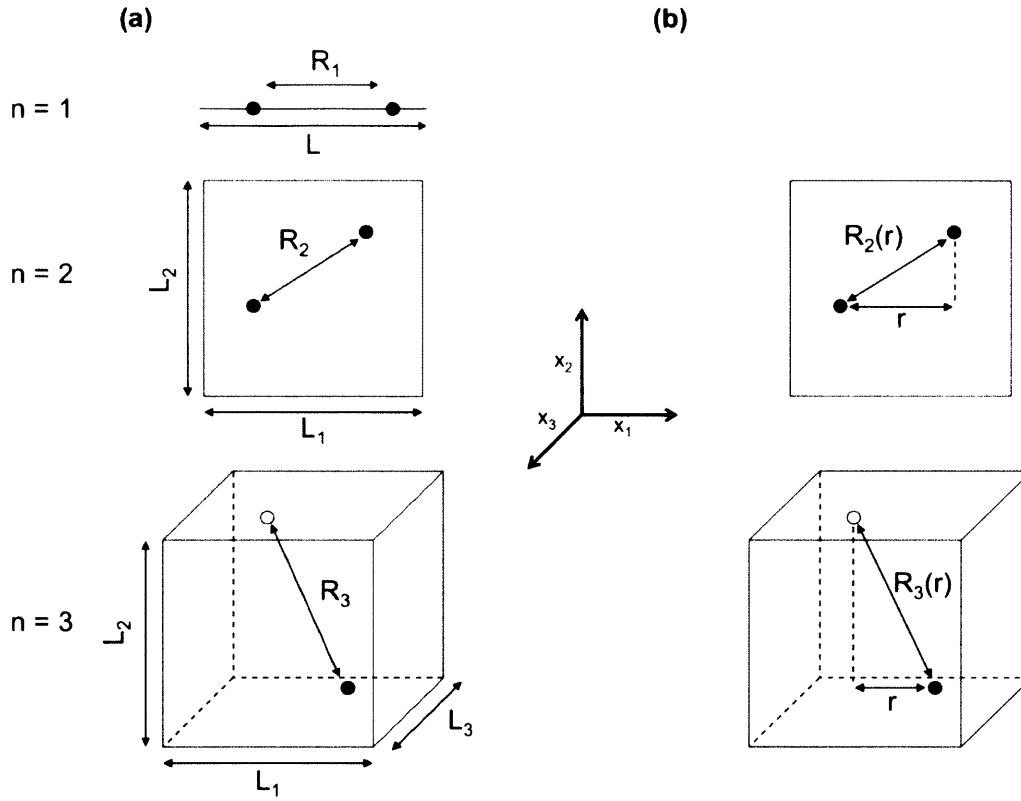 (a) (b)
R₁
n = 1
L
n = 2
L₂
R₂
L₁
R₂(r)
r
x₂
x₃
x₁
n = 3
L₂
R₃
L₃
L₁
R₃(r)
r